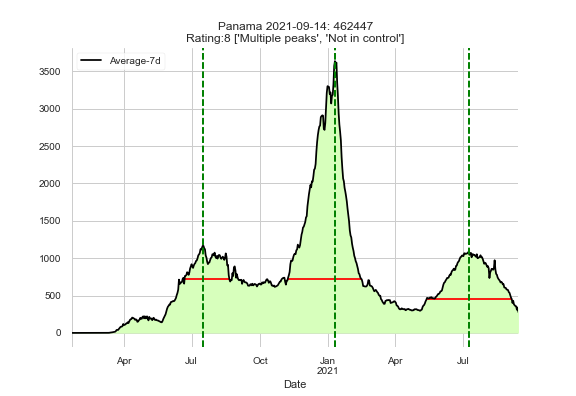 Panama 2021-09-14: 462447
Rating:8 ['Multiple peaks', 'Not in control']
Average-7d
3500
3000
2500
2000
1500
1000
500
0
Apr
Jul
Oct
Jan
2021
Apr
Jul
Date